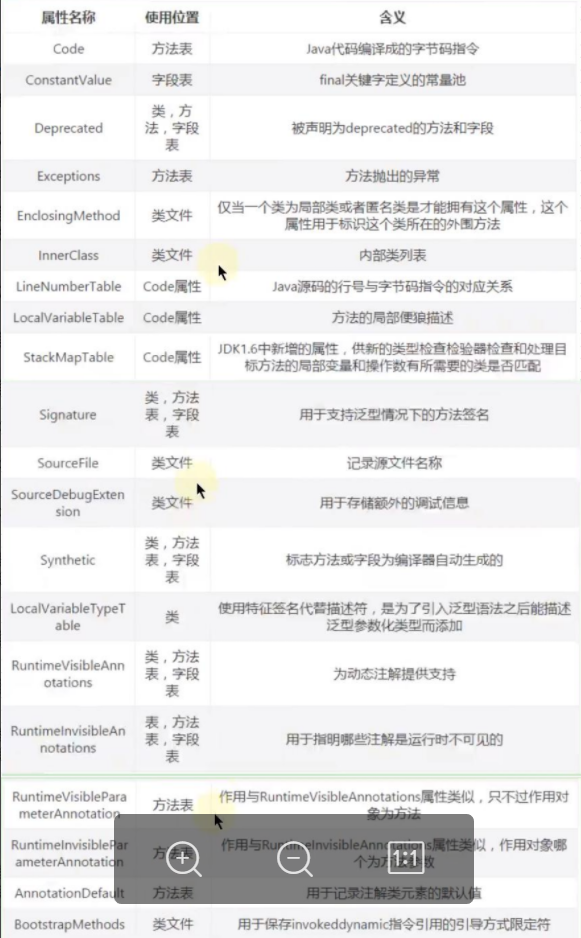 属性名称 使用位置 含义
Code 方法表 Java代码编译成的字节码指令
ConstantValue 字段表 final关键字定义的常量池
类，方
Deprecated 法，字段 被声明为deprecated的方法和字段
表
Exceptions 方法表 方法抛出的异常
仅当一个类为局部类或者匿名类是才能拥有这个属性，这个
EnclosingMethod 类文件
属性用于标识这个类所在的外围方法
InnerClass 类文件 内部类列表
LineNumberTable Code属性 Java源码的行号与字节码指令的对应关系
LocalVariableTable Code属性 方法的局部便狼描述
JDK1.6中新增的属性，供新的类型检查检验器检查和处理目
StackMapTable Code属性
标方法的局部变量和操作数有所需要的类是否匹配
类，方法
Signature 表，字段 用于支持泛型情况下的方法签名
表
SourceFile 类文件 记录源文件名称
SourceDebugExten
类文件 用于存储额外的调试信息
sion
类，方法
Synthetic 表，字段 标志方法或字段为编译器自动生成的
表
LocalVariableTypeT 使用特征签名代替描述符，是为了引入泛型语法之后能描述
类
able 泛型参数化类型而添加
RuntimeVisibleAnn 类，方法
表，字段 为动态注解提供支持
otations 表
RuntimeInvisibleAn 表，方法
表，字段 用于指明哪些注解是运行时不可见的
notations 表
RuntimeVisiblePara 作用与RuntimeVisibleAnnotations属性类似，只不过作用对
方法表
meterAnnotation 象为方法
RuntimeInvisiblePar 作用与RuntimeInvisibleAnnotations属性类似，作用对象哪
方法表
ameterAnnotation 个为方法参数
1:1
AnnotationDefault 方法表 用于记录注解类元素的默认值
BootstrapMethods 类文件 用于保存invokeddynamic指令引用的引导方式限定符